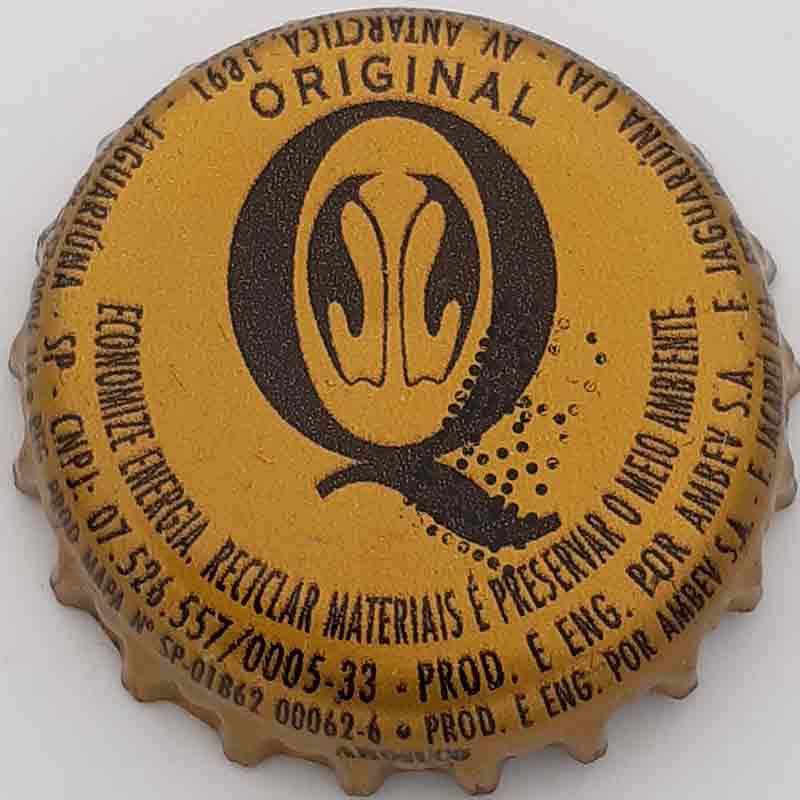 ORIGINAL
Q
ECONOMIZE ENERGIA, RECICLAR MATERIAIS É PRESERVAR O MEIO AMBIENTE.
PROD. E ENG. POR AMBEV S.A. - F. JAGUARIÚNA (JA) - AV. ANTARCTICA, 1891 - JAGUARIÚNA - SP - CNPJ: 07.526.557/0005-33
REG. PROD MAPA Nº SP-01862 00062-6 • PROD. E ENG. POR AMBEV S.A. - F.
AROSUCO